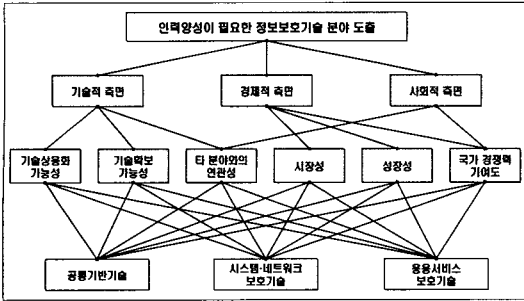 인력양성이 필요한 정보보호기술 분야 도출
기술적 측면
경제적 측면
사회적 측면
기술상용화
가능성
기술확보
가능성
타 분야와의
연관성
시장성
성장성
국가 경쟁력
기여도
공통기반기술
시스템·네트워크
보호기술
응용서비스
보호기술